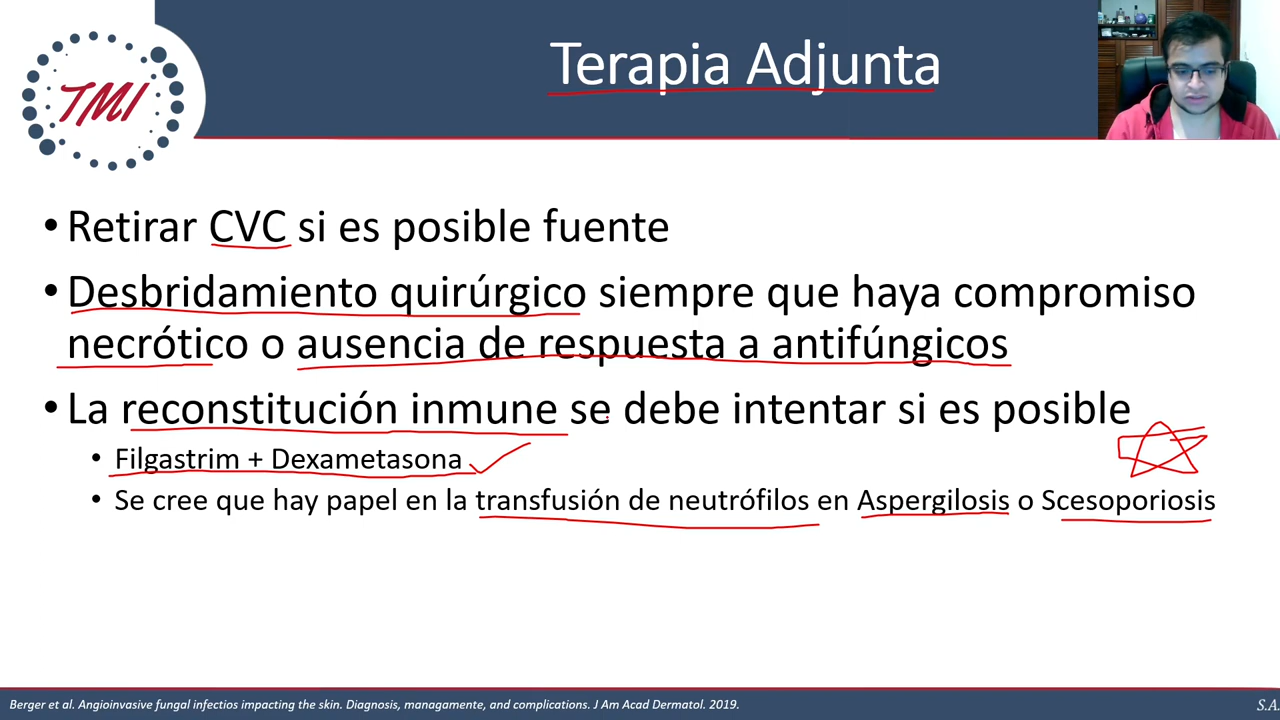 Terapia Adjunta
TMI
• Retirar CVC si es posible fuente
• Desbridamiento quirúrgico siempre que haya compromiso
necrótico o ausencia de respuesta a antifúngicos
• La reconstitución inmune se debe intentar si es posible
• Filgastrim + Dexametasona
• Se cree que hay papel en la transfusión de neutrófilos en Aspergilosis o Scesoporiosis
Berger et al. Angioinvasive fungal infectios impacting the skin. Diagnosis, managamente, and complications. J Am Acad Dermatol. 2019.
S.A.